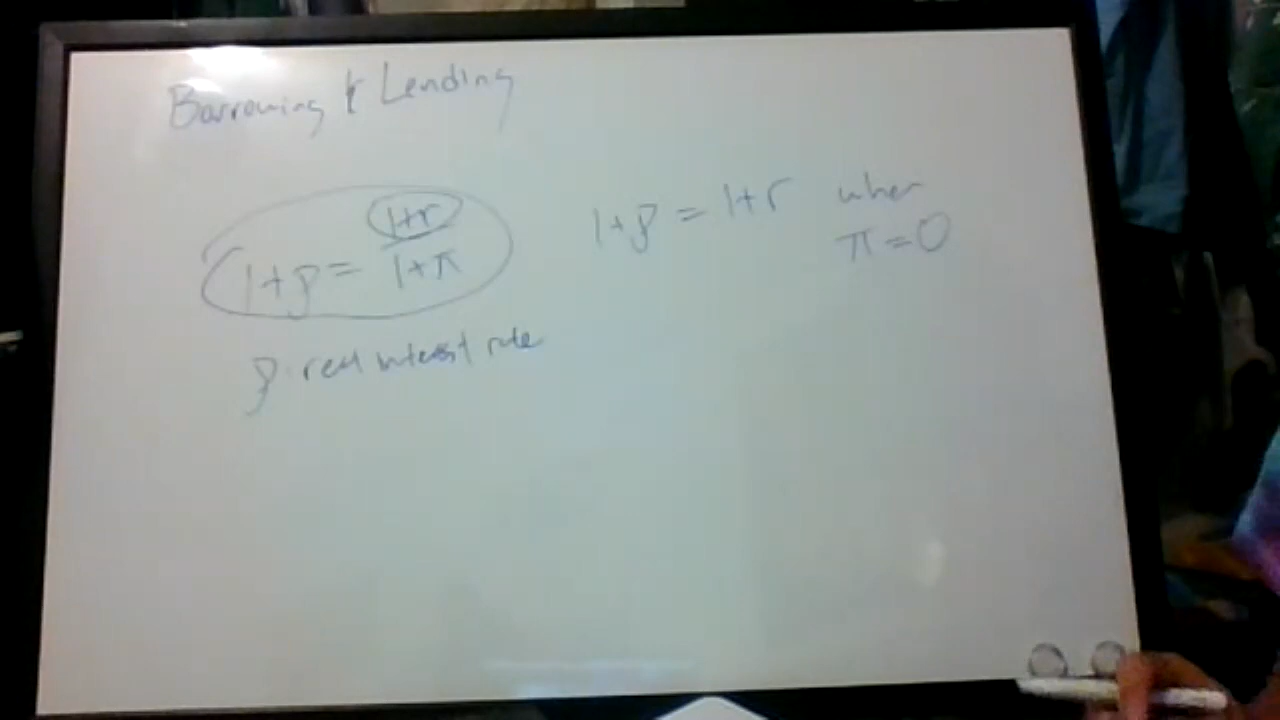 Borrowing & Lending
1+ρ = (1+r)/(1+π)
1+ρ = 1+r when
π=0
ρ: real interest rate